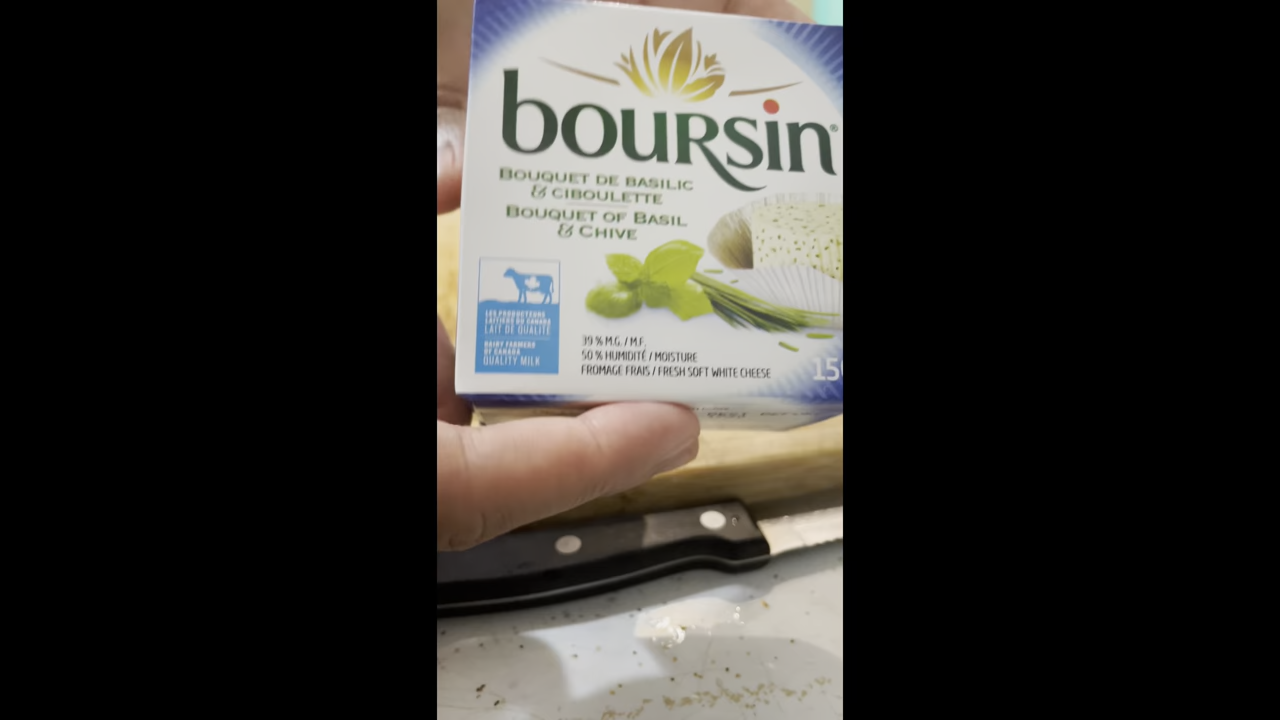 boursin®
BOUQUET DE BASILIC
& CIBOULETTE
BOUQUET OF BASIL
& CHIVE
LES PRODUCTEURS
LAITIERS DU CANADA
LAIT DE QUALITÉ
DAIRY FARMERS
OF CANADA
QUALITY MILK
39 % M.G. / M.F.
50 % HUMIDITÉ / MOISTURE
FROMAGE FRAIS / FRESH SOFT WHITE CHEESE